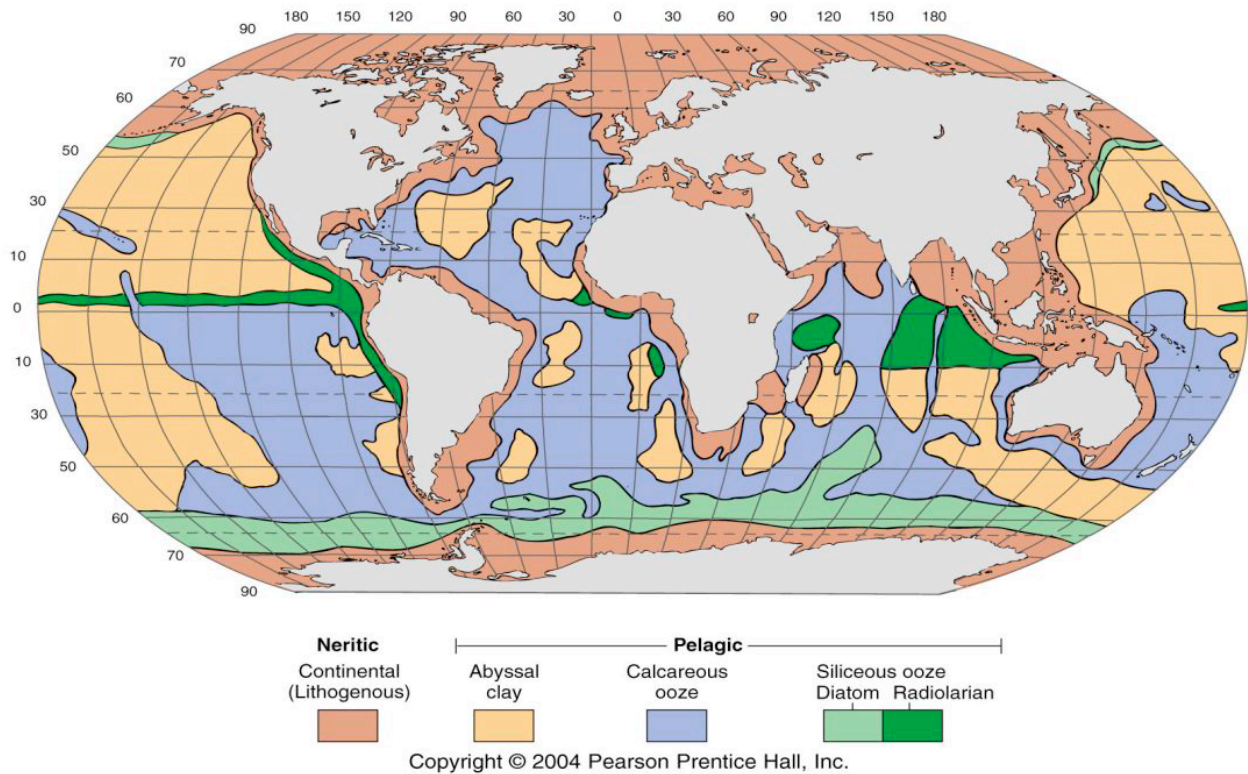 180 150 120 90 60 30 0 30 60 90 120 150 180
90
70
60
50
30
10
0
10
30
50
60
70
90
Neritic
Pelagic
Continental
(Lithogenous)
Abyssal
clay
Calcareous
ooze
Siliceous ooze
Diatom Radiolarian
Copyright © 2004 Pearson Prentice Hall, Inc.